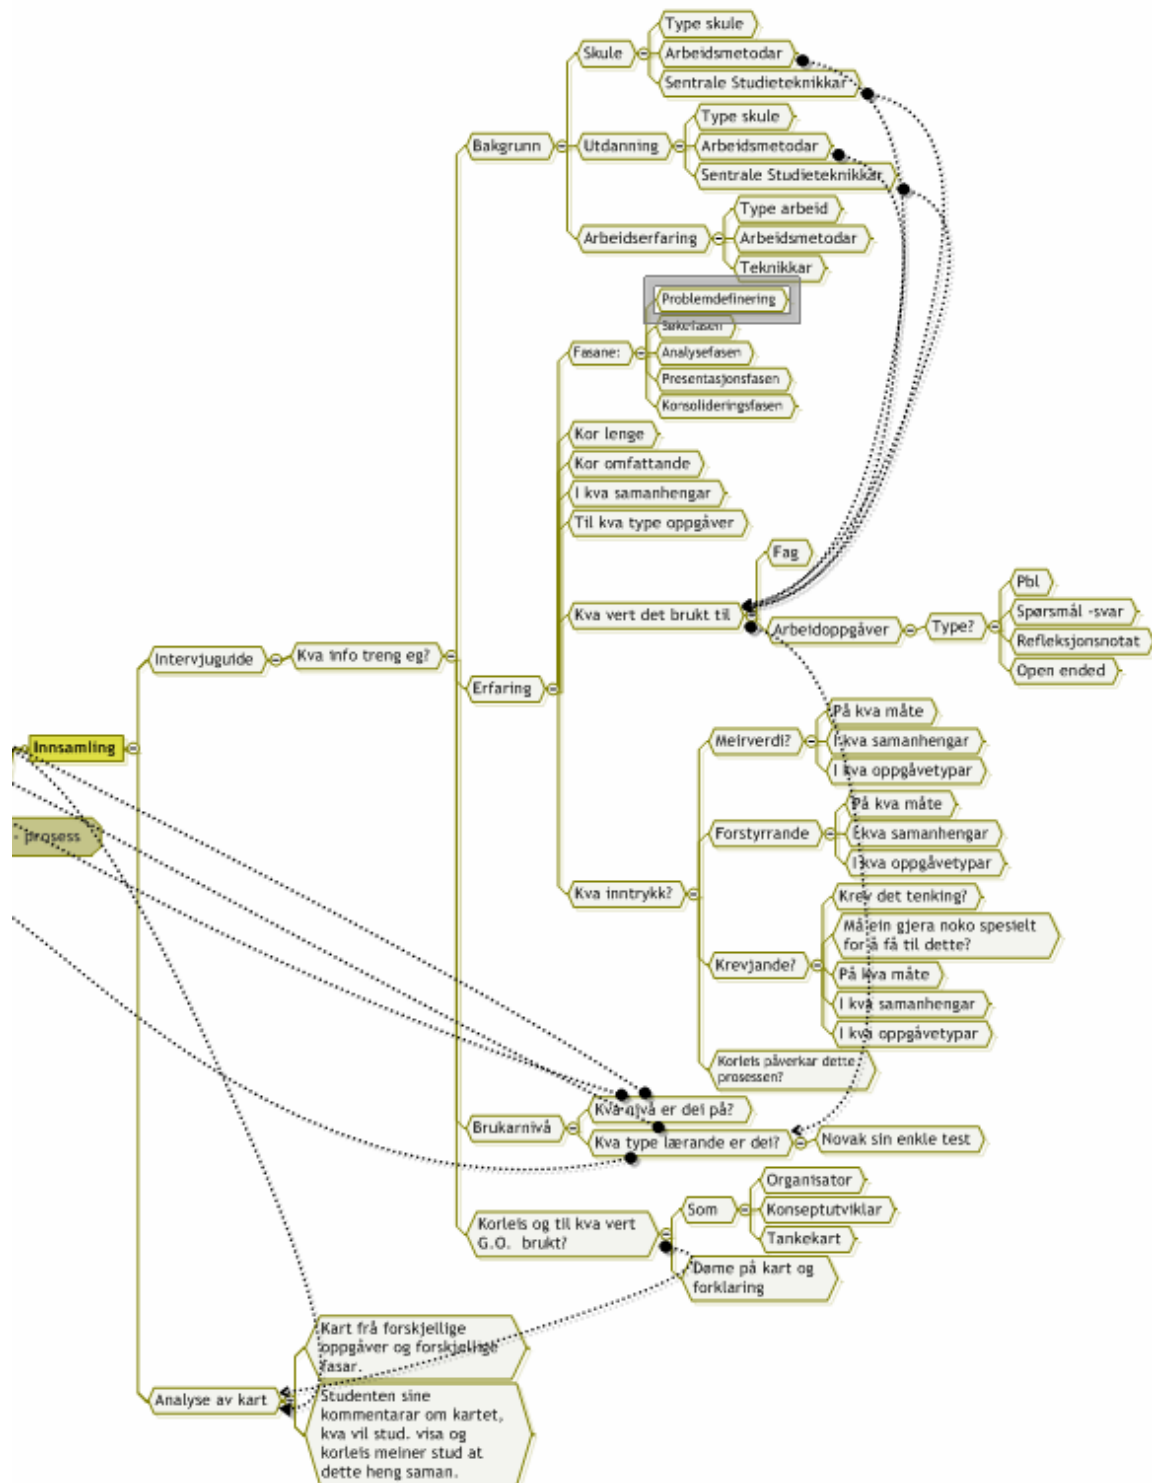 Type skule
Skule
Arbeidsmetodar
Sentrale Studieteknikkar
Type skule
Bakgrunn
Utdanning
Arbeidsmetodar
Sentrale Studieteknikkar
Type arbeid
Arbeidserfaring
Arbeidsmetodar
Teknikkar
Problemdefinering
Søkefasen
Fasane:
Analysefasen
Presentasjonsfasen
Konsolideringsfasen
Kor lenge
Kor omfattande
I kva samanhengar
Til kva type oppgåver
Fag
Kva vert det brukt til
Arbeidoppgåver
Type?
Pbl
Spørsmål -svar
Refleksjonsnotat
Open ended
Intervjuguide
Kva info treng eg?
Erfaring
Innsamling
- prosess
Meirverdi?
På kva måte
I kva samanhengar
I kva oppgåvetypar
Forstyrrande
På kva måte
I kva samanhengar
I kva oppgåvetypar
Kva inntrykk?
Krev det tenking?
Må ein gjera noko spesielt
for å få til dette?
Krevjande?
På kva måte
I kva samanhengar
I kva oppgåvetypar
Korleis påverkar dette
prosessen?
Brukarnivå
Kva nivå er dei på?
Kva type lærande er dei?
Novak sin enkle test
Korleis og til kva vert
G.O. brukt?
Som
Organisator
Konseptutviklar
Tankekart
Døme på kart og
forklaring
Analyse av kart
Kart frå forskjellige
oppgåver og forskjellige
fasar.
Studenten sine
kommentarar om kartet,
kva vil stud. visa og
korleis meiner stud at
dette heng saman.